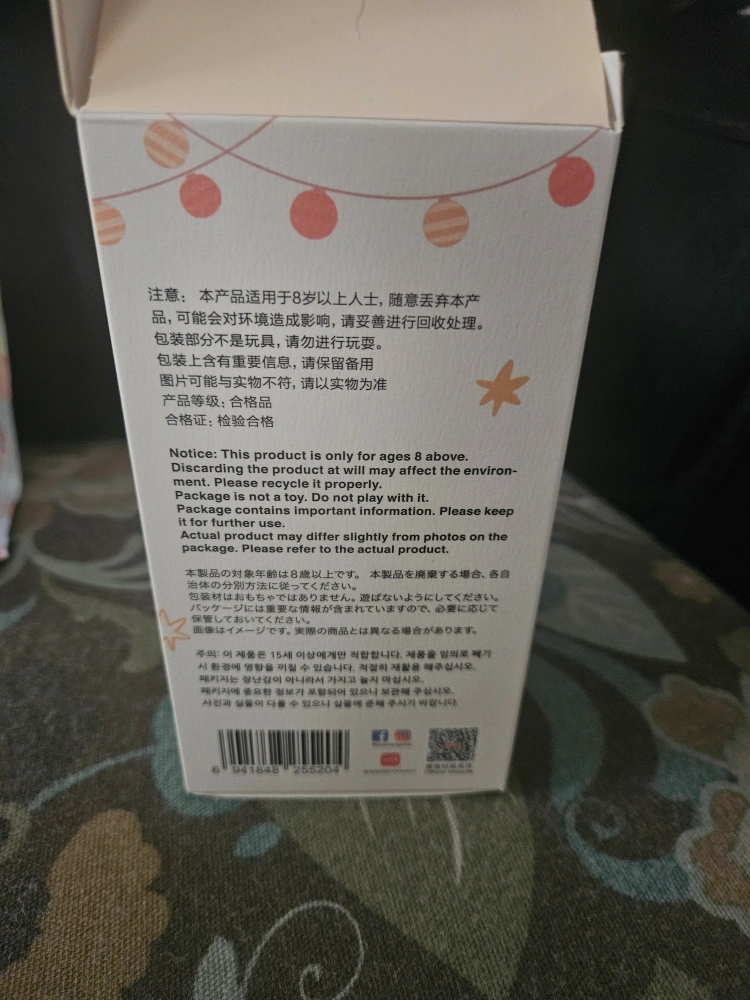 注意：本产品适用于8岁以上人士，随意丢弃本产
品，可能会对环境造成影响，请妥善进行回收处理。
包装部分不是玩具，请勿进行玩耍。
包装上含有重要信息，请保留备用
图片可能与实物不符，请以实物为准
产品等级：合格品
合格证：检验合格
Notice: This product is only for ages 8 above.
Discarding the product at will may affect the environ-
ment. Please recycle it properly.
Package is not a toy. Do not play with it.
Package contains important information. Please keep
it for further use.
Actual product may differ slightly from photos on the
package. Please refer to the actual product.
本製品の対象年齢は8歳以上です。 本製品を廃棄する場合、各自
治体の分別方法に従ってください。
包装材はおもちゃではありません。遊ばないようにしてください。
パッケージには重要な情報が含まれていますので、必要に応じて
保管しておいてください。
画像はイメージです。実際の商品とは異なる場合があります。
주의: 이 제품은 15세 이상에게만 적합합니다. 제품을 임의로 폐기
시 환경에 영향을 끼칠 수 있습니다. 적절히 재활용 해주십시오.
패키지는 장난감이 아니라서 가지고 놀지 마십시오.
패키지에 중요한 정보가 포함되어 있으니 보관해 주십시오.
사진과 실물이 다를 수 있으니 실물에 준해 주시기 바랍니다.
6 941848 255204